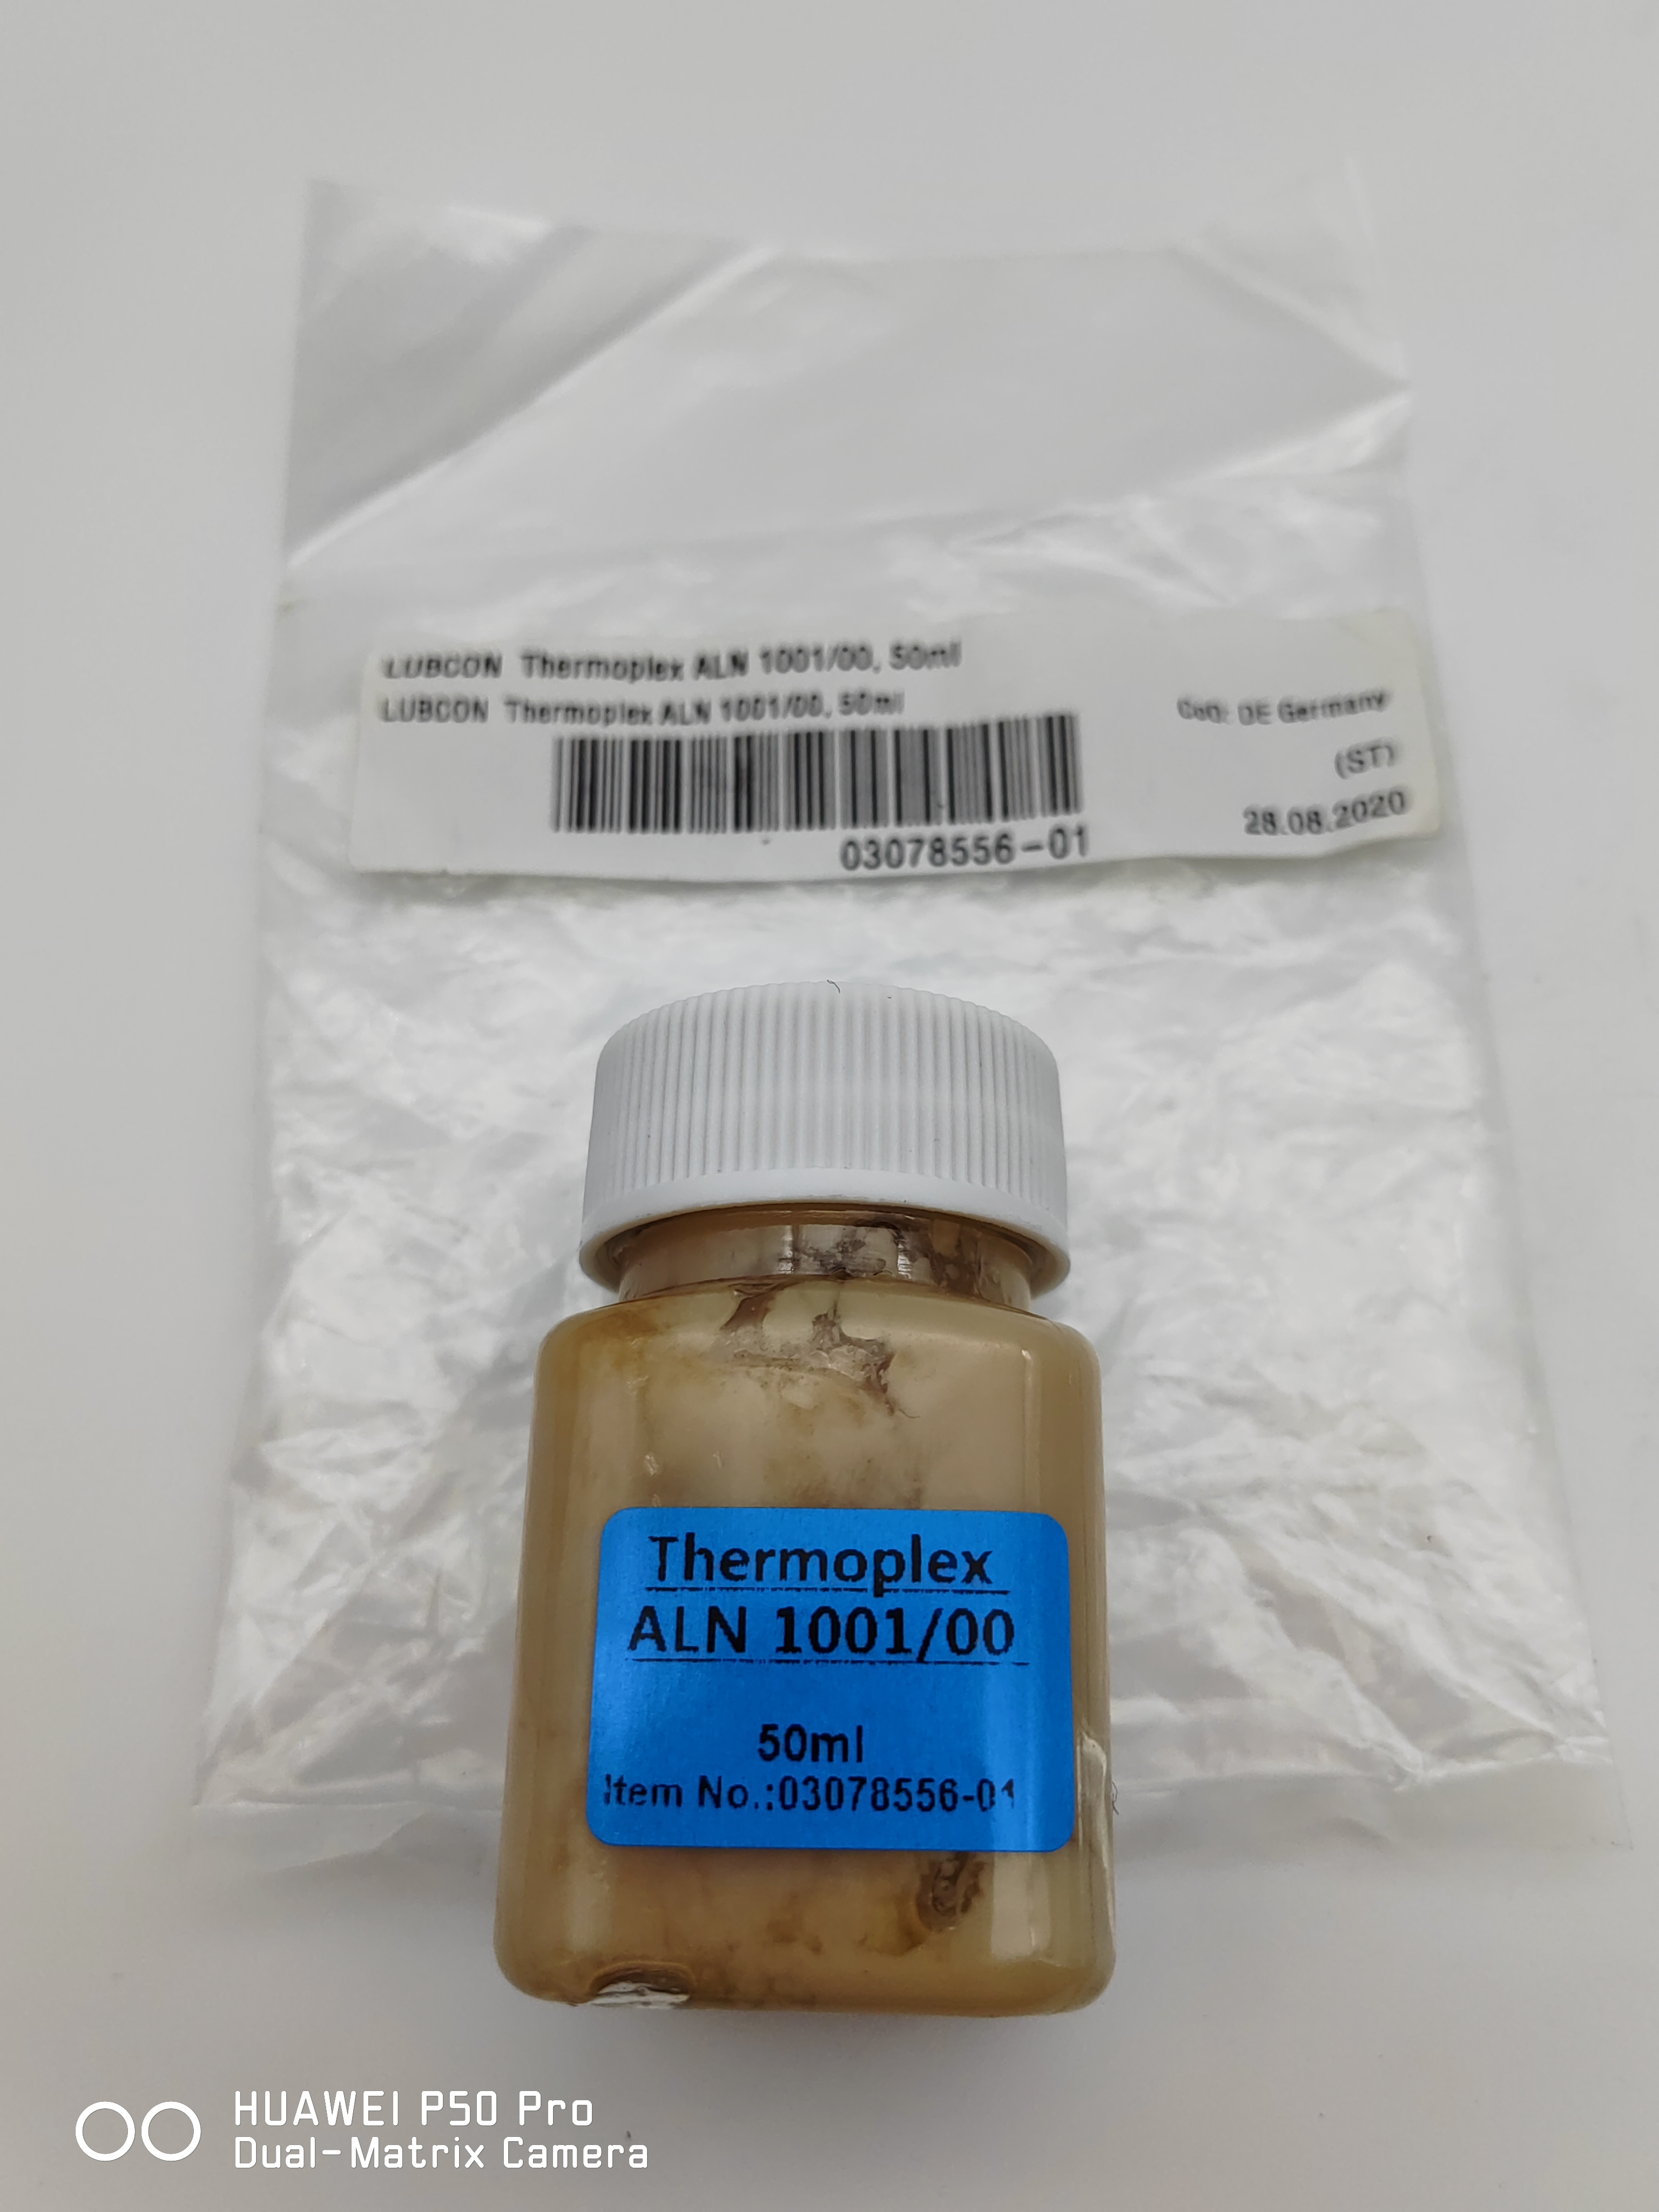 LUBCON Thermoplex ALN 1001/00, 50ml
LUBCON Thermoplex ALN 1001/00, 50ml
CoO: DE Germany
(ST)
28.08.2020
03078556-01
Thermoplex
ALN 1001/00
50ml
Item No.:03078556-01
HUAWEI P50 Pro
Dual-Matrix Camera